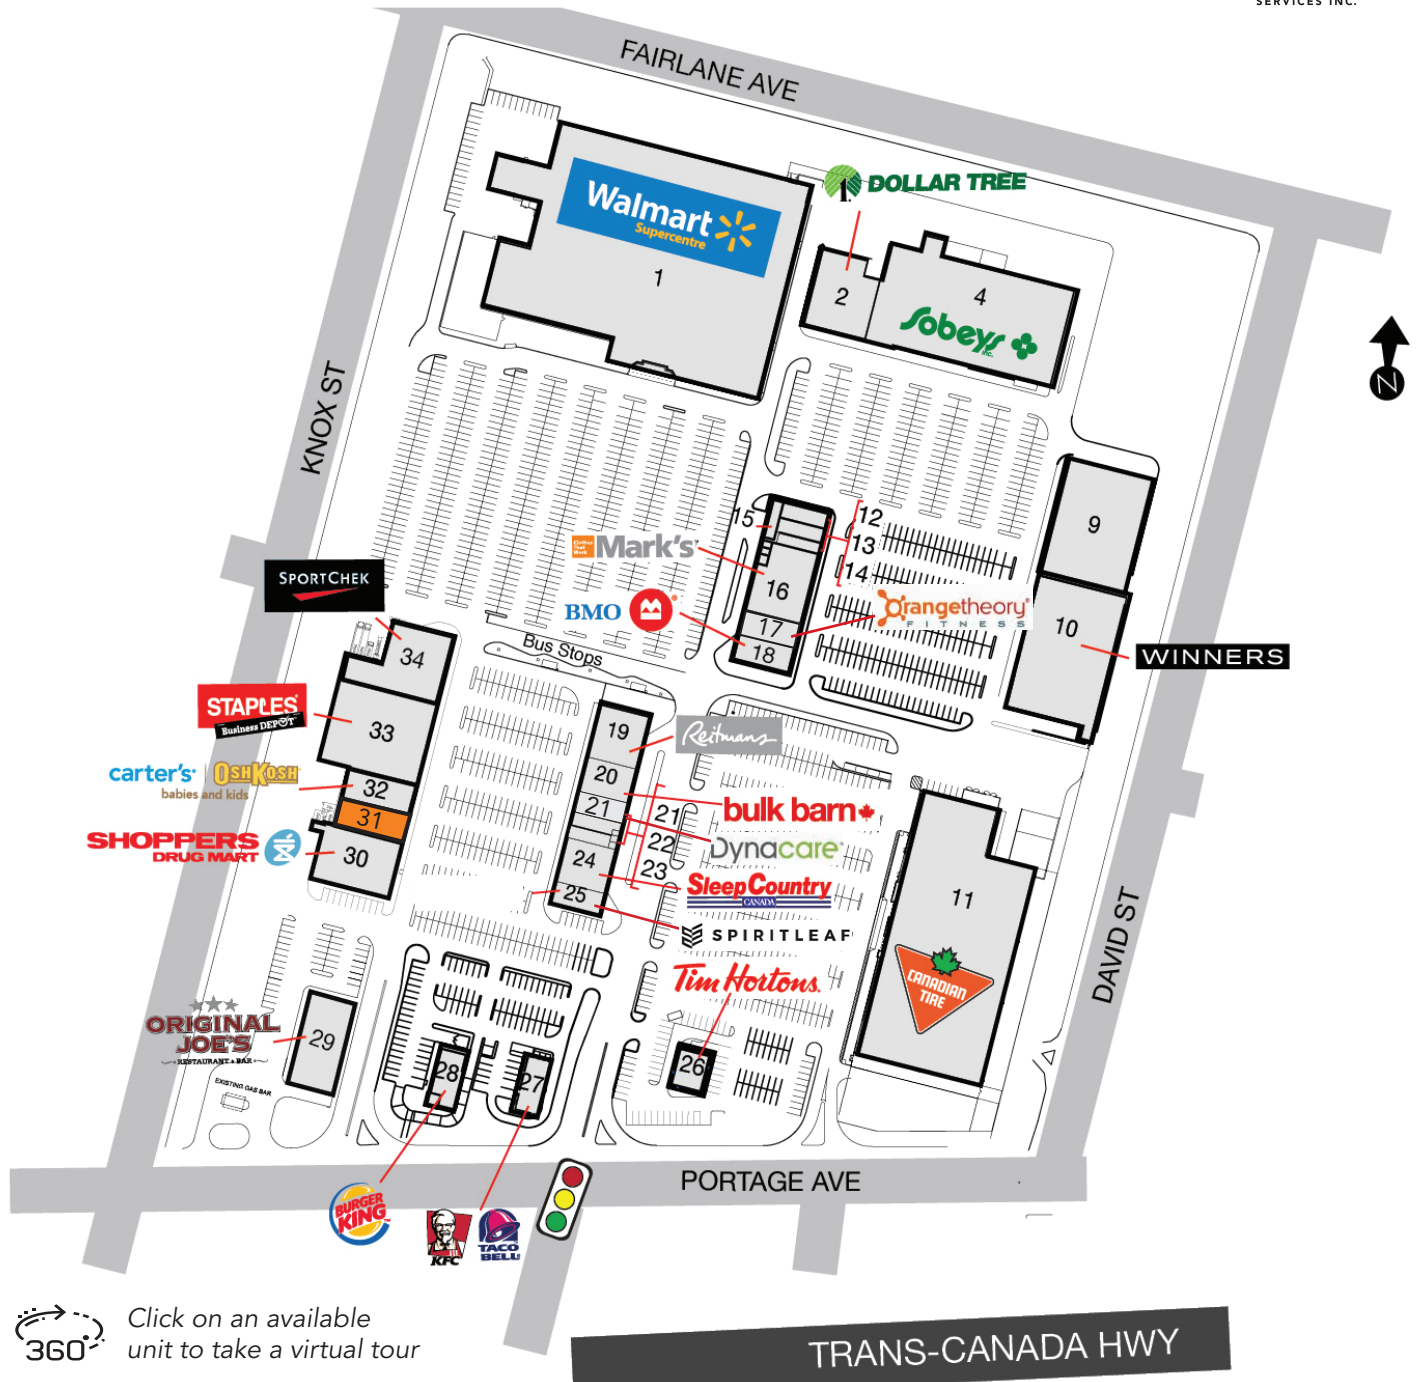 SERVICES INC.
FAIRLANE AVE
DOLLAR TREE
1
Walmart
Supercentre
1
2
4
Sobeys
INC.
N
KNOX ST
9
15
12
13
14
Mark's
16
SPORTCHEK
BMO
Orangetheory
FITNESS
17
10
18
Bus Stops
34
WINNERS
STAPLES
Business DEPOT
33
19
Reitmans
carter's
OSHKOSH
babies and kids
32
20
bulk barn
31
21
21
SHOPPERS
DRUG MART
30
22
Dynacare
24
23
Sleep Country
CANADA
25
SPIRITLEAF
11
DAVID ST
Tim Hortons.
CANADIAN
TIRE
ORIGINAL
JOE'S
RESTAURANT & BAR
29
28
27
26
EXISTING GAS BAR
PORTAGE AVE
BURGER
KING
KFC
TACO
BELL
360°
Click on an available
unit to take a virtual tour
TRANS-CANADA HWY